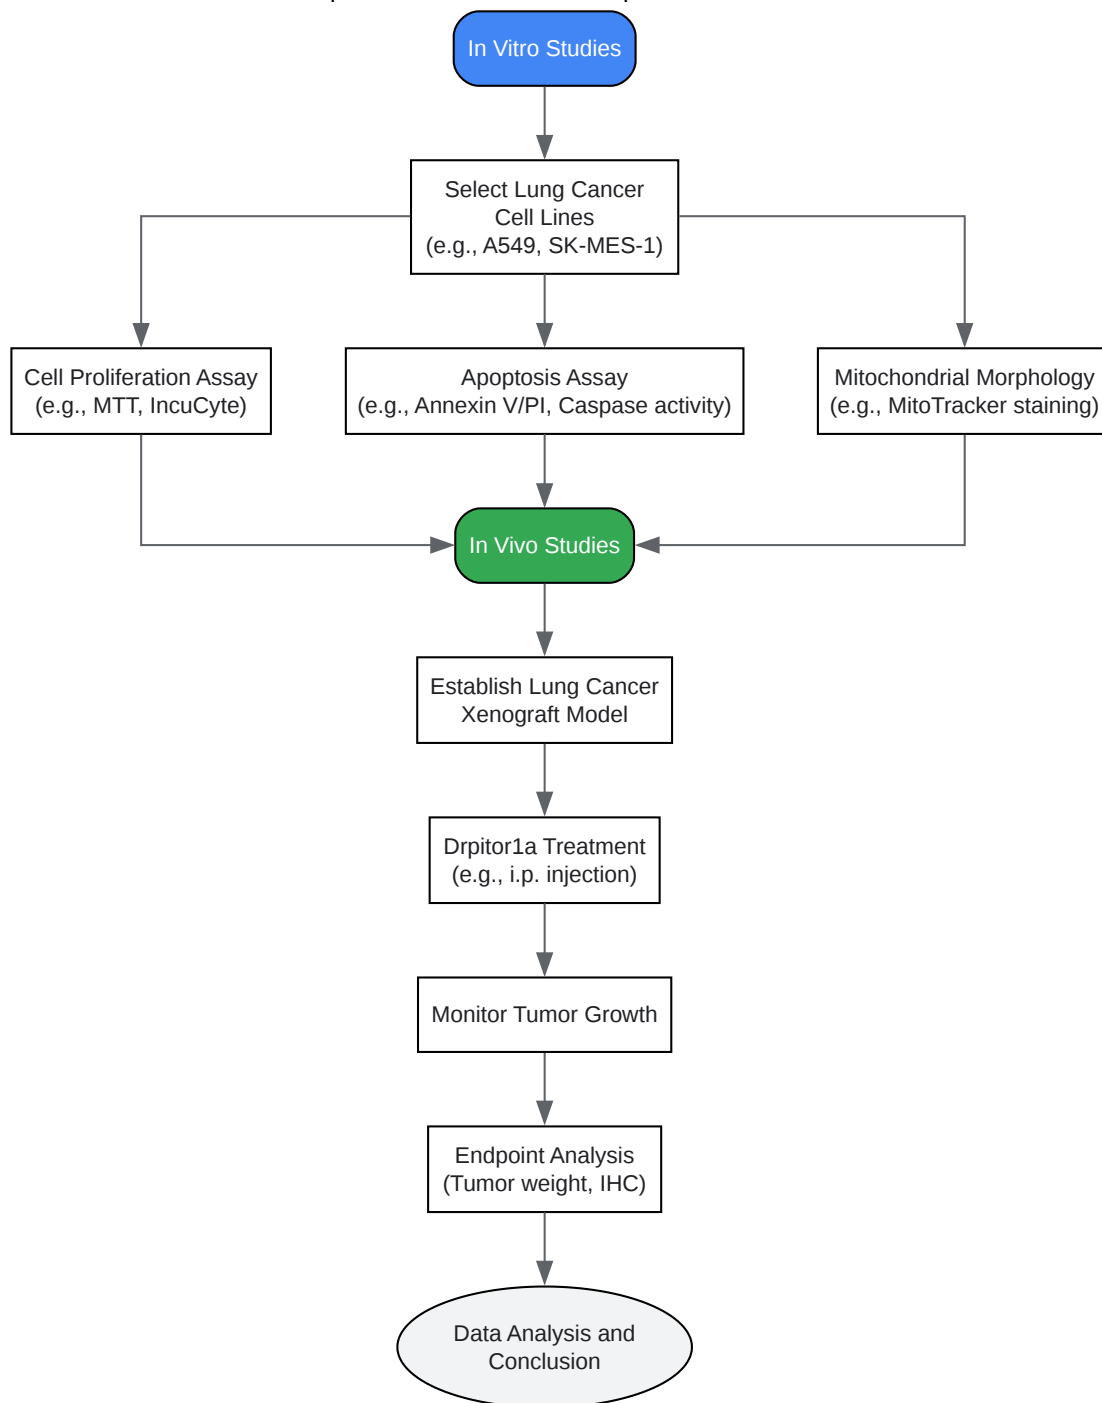 In Vitro Studies
Select Lung Cancer
Cell Lines
(e.g., A549, SK-MES-1)
Cell Proliferation Assay
(e.g., MTT, IncuCyte)
Apoptosis Assay
(e.g., Annexin V/PI, Caspase activity)
Mitochondrial Morphology
(e.g., MitoTracker staining)
In Vivo Studies
Establish Lung Cancer
Xenograft Model
Drpitor1a Treatment
(e.g., i.p. injection)
Monitor Tumor Growth
Endpoint Analysis
(Tumor weight, IHC)
Data Analysis and
Conclusion